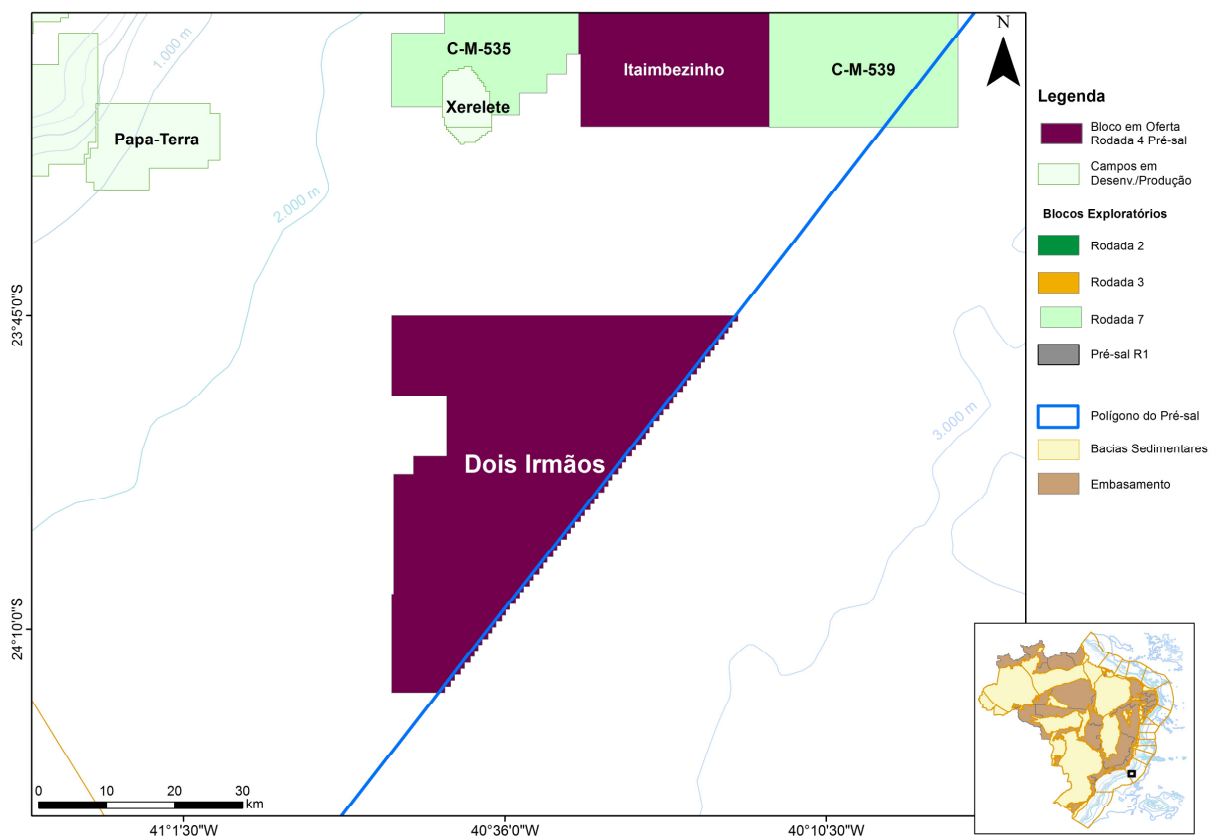 N
C-M-535
Itaimbezinho
C-M-539
Xerelete
Papa-Terra
1.000 m
2.000 m
3.000 m
Dois Irmãos
23°45'0"S
24°10'0"S
0 10 20 30
km
41°1'30"W
40°36'0"W
40°10'30"W
Legenda
Bloco em Oferta
Rodada 4 Pré-sal
Campos em
Desenv./Produção
Blocos Exploratórios
Rodada 2
Rodada 3
Rodada 7
Pré-sal R1
Polígono do Pré-sal
Bacias Sedimentares
Embasamento